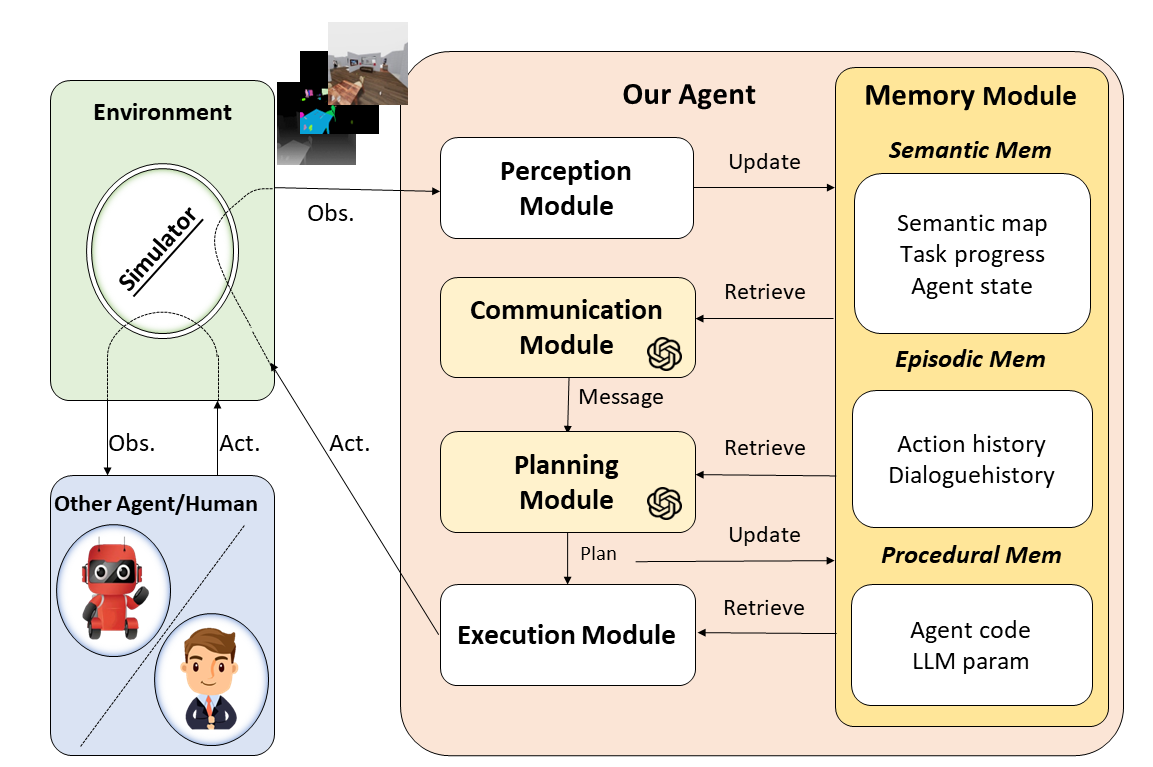 Environment
Simulator
Obs.
Act.
Other Agent/Human
Obs.
Act.
Our Agent
Perception
Module
Update
Communication
Module
Retrieve
Message
Planning
Module
Retrieve
Plan
Update
Execution Module
Retrieve
Memory Module
Semantic Mem
Semantic map
Task progress
Agent state
Episodic Mem
Action history
Dialoguehistory
Procedural Mem
Agent code
LLM param